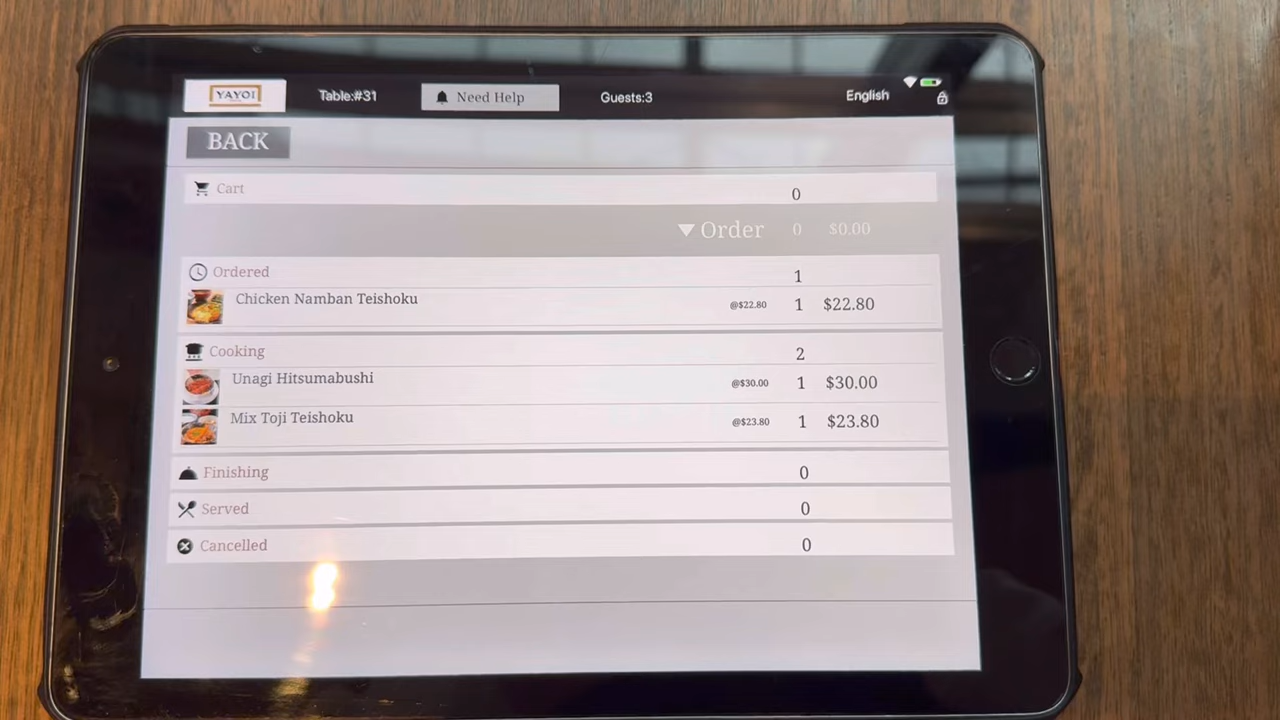 YAYOI
Table:#31
Need Help
Guests:3
English
BACK
Cart 0
▼ Order 0 $0.00
Ordered 1
Chicken Namban Teishoku @$22.80 1 $22.80
Cooking 2
Unagi Hitsumabushi @$30.00 1 $30.00
Mix Toji Teishoku @$23.80 1 $23.80
Finishing 0
Served 0
Cancelled 0